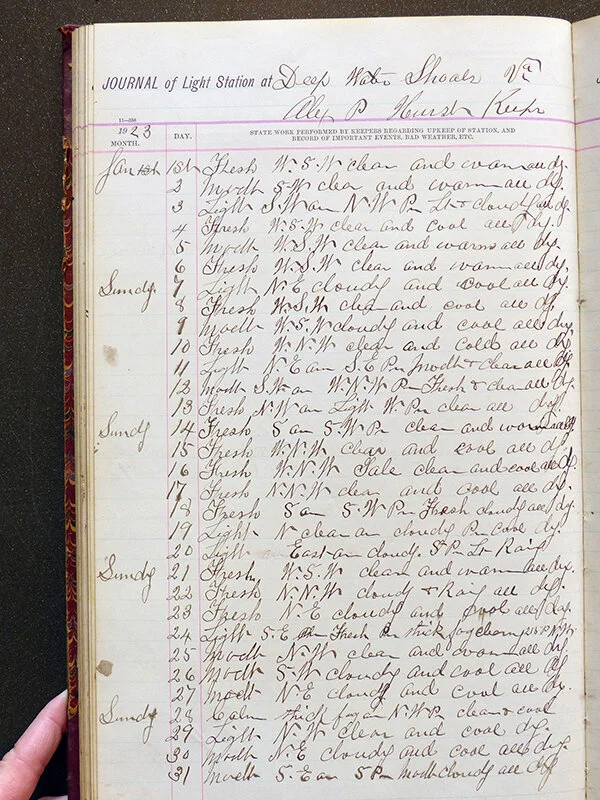 JOURNAL of Light Station at Deep Water Shoals Va
Alex P Hurst Keeper
11—338
1923
MONTH. DAY. STATE WORK PERFORMED BY KEEPERS REGARDING UPKEEP OF STATION, AND
RECORD OF IMPORTANT EVENTS, BAD WEATHER, ETC.
Jan 1st Fresh W.S.W clear and warm all dy.
2 Modt S.W clear and warm all dy.
3 Light S.W am N.W Pm Lt & cloudy all dy
4 Fresh W.S.W clear and cool all dy.
5 Modt W.S.W clear and warm all dy.
6 Fresh W.S.W clear and warm all dy.
Sundy. 7 Light N.E cloudy and cool all dy.
8 Fresh W.S.W clear and cool all dy.
9 Modt W.S.W cloudy and cool all dy.
10 Fresh W.N.W clear and cold all dy.
11 Light N.E am S.E Pm Modt & clear all dy.
12 Modt S.W am W.N.W Pm Fresh & clear all dy.
13 Fresh N.W am Light W. Pm clear all dy.
Sundy 14 Fresh S am S.W Pm clear and warm all dy
15 Fresh W.N.W clear and cool all dy.
16 Fresh W.N.W Gale clear and cool all dy.
17 Fresh N.N.W clear and cool all dy.
18 Fresh S am S.W Pm Fresh cloudy all dy.
19 Light N clear am cloudy Pm cool dy.
20 Light East am cloudy. Pm Lt Rain
Sundy 21 Fresh W.S.W clear and warm all dy.
22 Fresh N.N.W cloudy & Rain all dy.
23 Fresh N.E cloudy and cool all dy.
24 Light S.E am Fresh Pm thick fog N.W.
25 Modt N.W clear and warm all dy.
26 Modt S.W cloudy and cool all dy.
27 Modt N.E cloudy and cool all dy.
Sundy 28 Calm thick fog am N.W Pm clear & cool
29 Light N.W clear and cool dy.
30 Modt N.E cloudy and cool all dy.
31 Modt S.E am S Pm Modt cloudy all dy